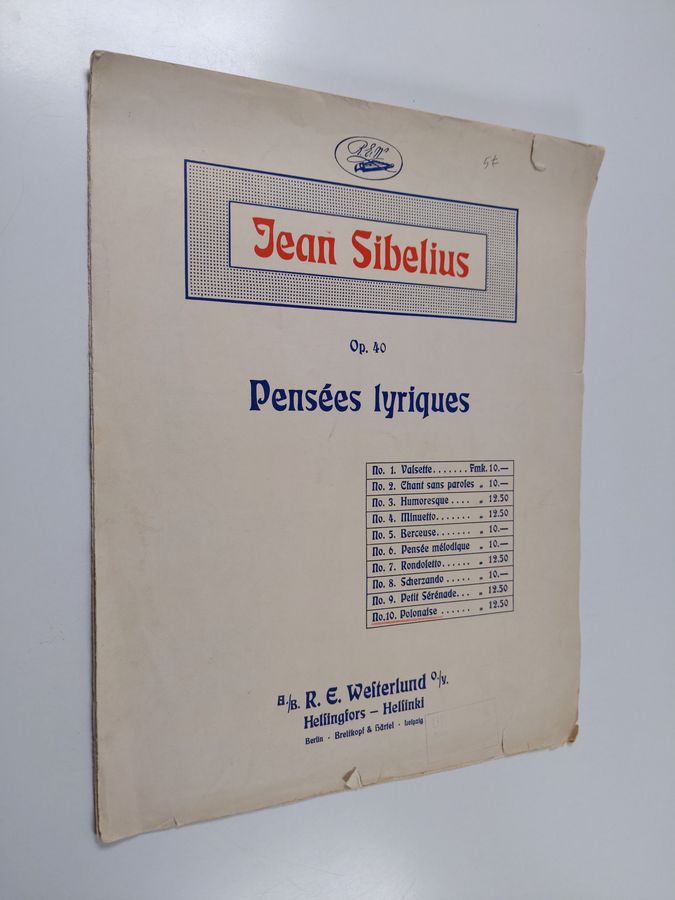 R.E.W.
5€
Jean Sibelius
Op. 40
Pensées lyriques
No. 1. Valsette....... Fmk. 10.—
No. 2. Chant sans paroles „ 10.—
No. 3. Humoresque.... „ 12.50
No. 4. Minuetto....... „ 12.50
No. 5. Berceuse....... „ 10.—
No. 6. Pensée mélodique „ 10.—
No. 7. Rondoletto...... „ 12.50
No. 8. Scherzando ..... „ 10.—
No. 9. Petit Sérénade... „ 12.50
No. 10. Polonaise ...... „ 12.50
A./B. R. E. Westerlund O./Y.
Helsingfors – Helsinki
Berlin · Breitkopf & Härtel · Leipzig